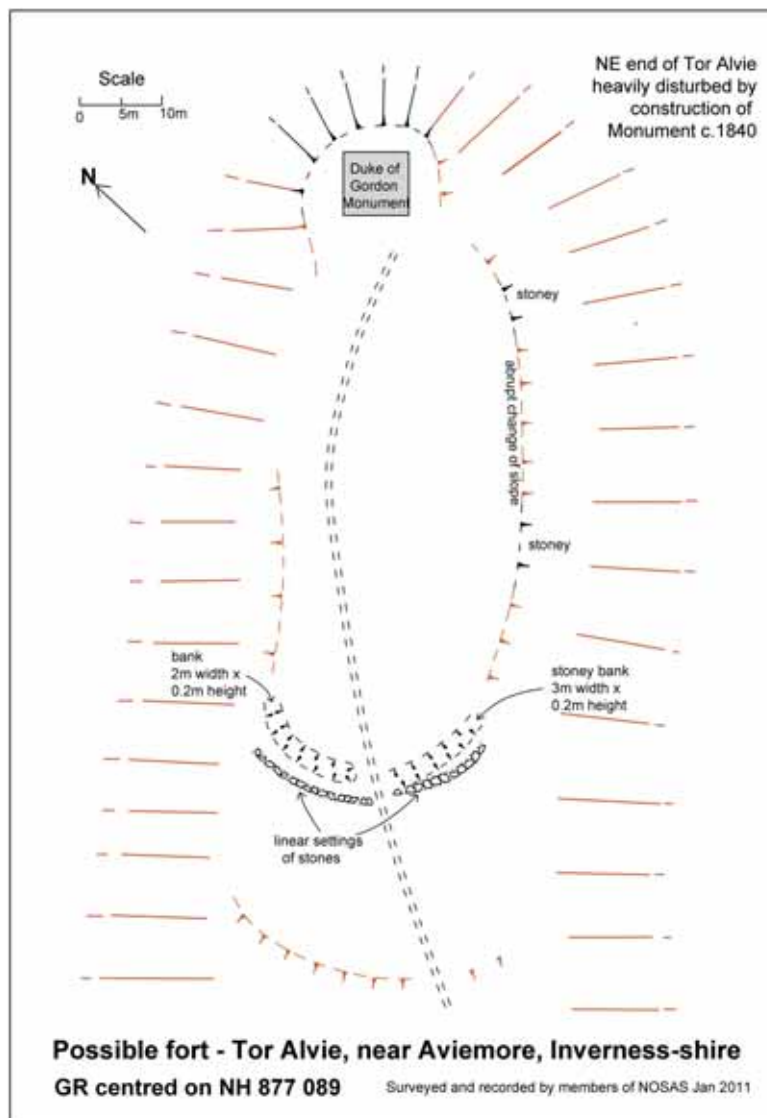 Scale
0 5m 10m
N
NE end of Tor Alvie
heavily disturbed by
construction of
Monument c.1840
Duke of
Gordon
Monument
stoney
abrupt change of slope
stoney
bank
2m width x
0.2m height
stoney bank
3m width x
0.2m height
linear settings
of stones
Possible fort - Tor Alvie, near Aviemore, Inverness-shire
GR centred on NH 877 089 Surveyed and recorded by members of NOSAS Jan 2011